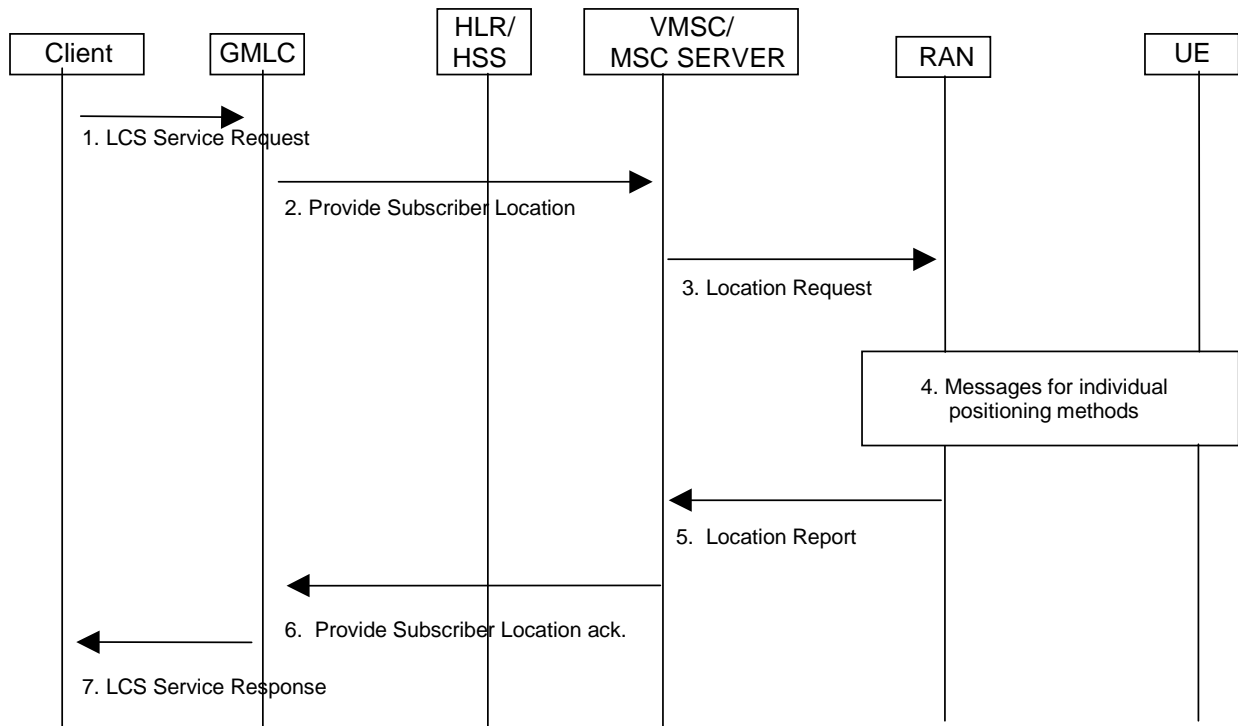 Client
GMLC
HLR/
HSS
VMSC/
MSC SERVER
RAN
UE
1. LCS Service Request
2. Provide Subscriber Location
3. Location Request
4. Messages for individual
positioning methods
5. Location Report
6. Provide Subscriber Location ack.
7. LCS Service Response